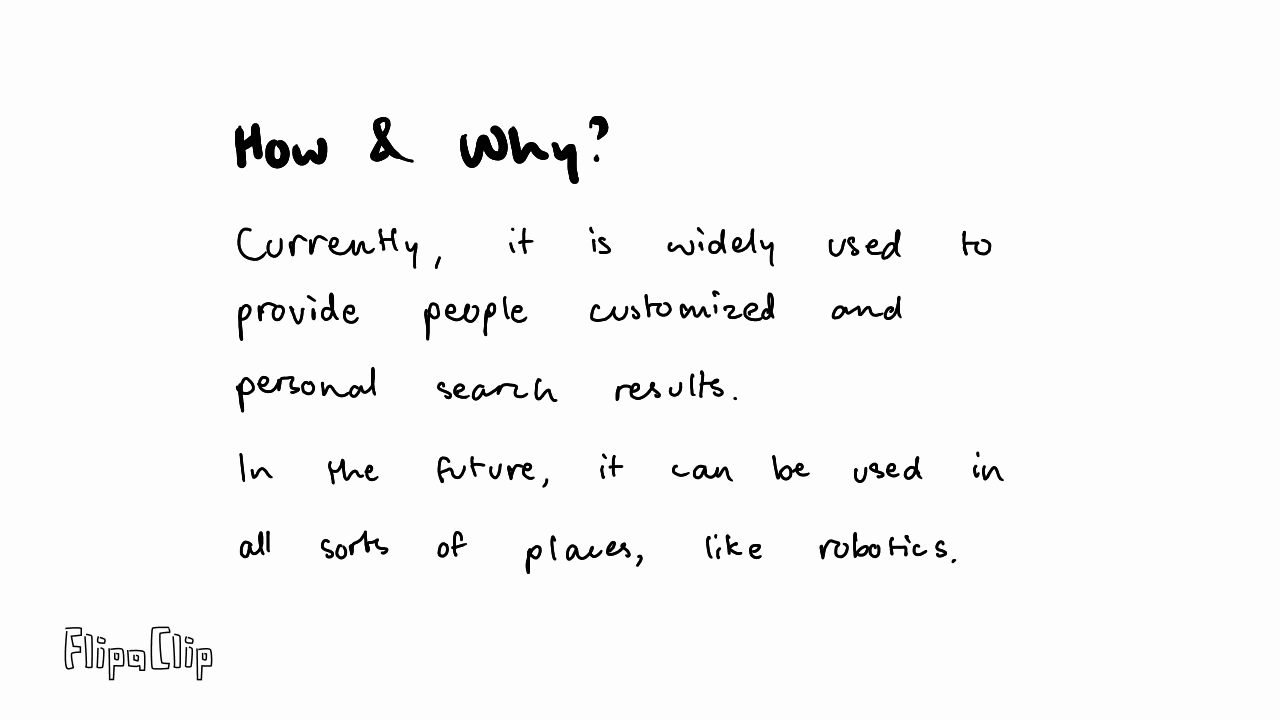 How & Why?
Currently, it is widely used to
provide people customized and
personal search results.
In the future, it can be used in
all sorts of places, like robotics.
FlipaClip